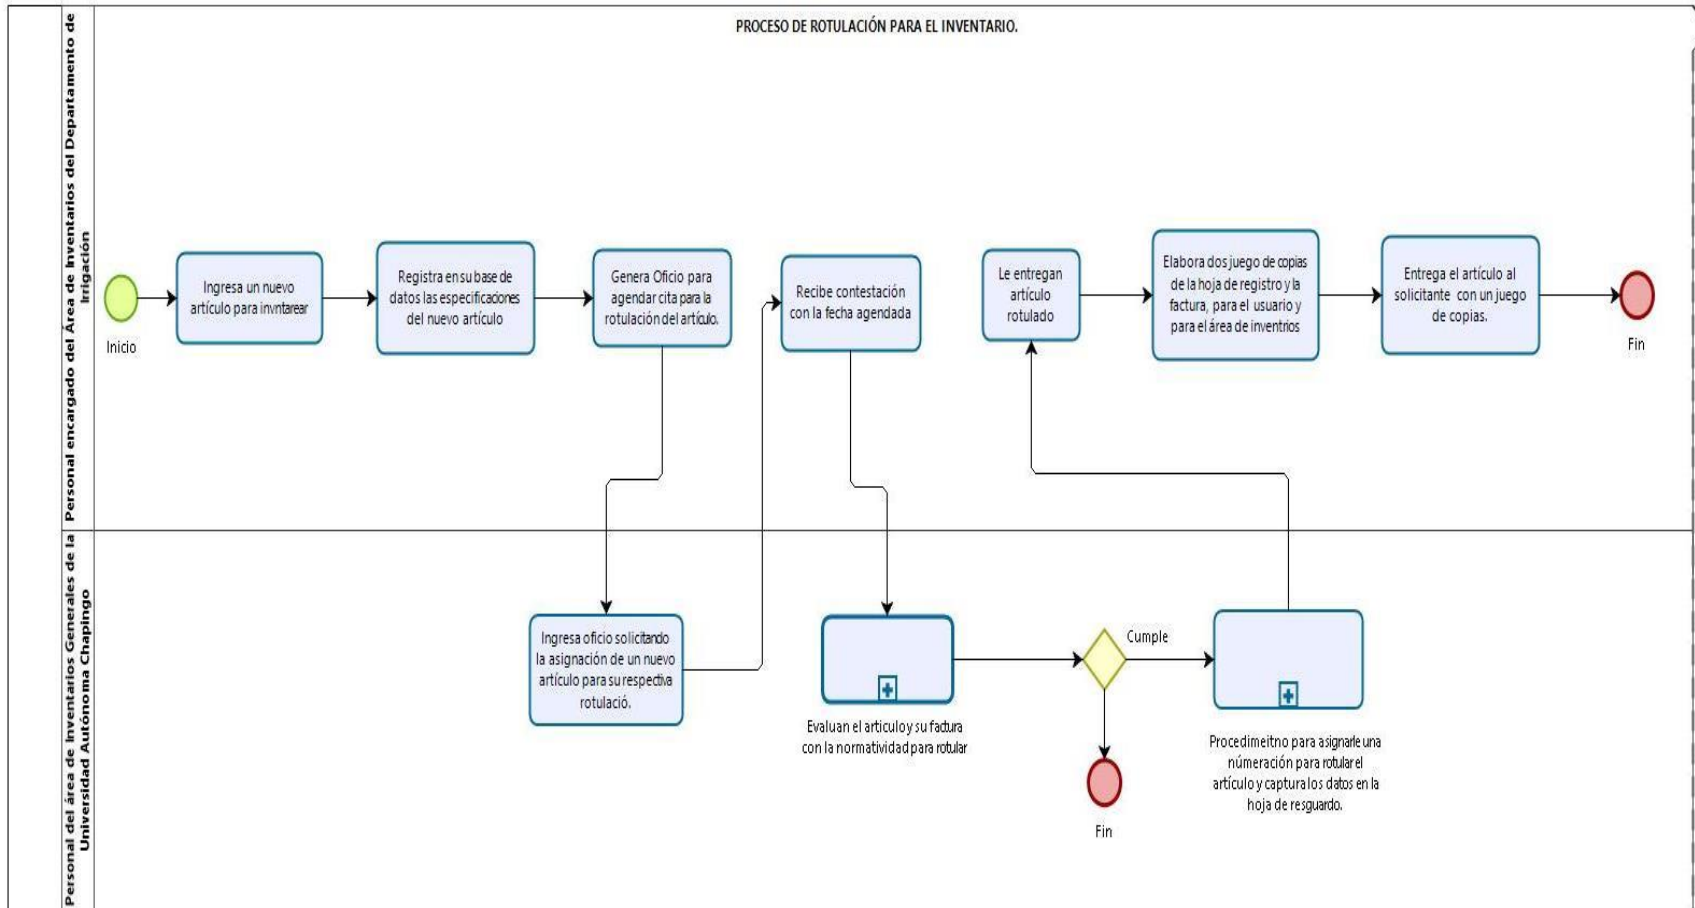 PROCESO DE ROTULACIÓN PARA EL INVENTARIO.
Personal encargado del Área de Inventarios del Departamento de
Irrigación
Inicio
Ingresa un nuevo
artículo para invntarear
Registra en su base de
datos las especificaciones
del nuevo artículo
Genera Oficio para
agendar cita para la
rotulación del artículo.
Recibe contestación
con la fecha agendada
Le entregan
artículo
rotulado
Elabora dos juego de copias
de la hoja de registro y la
factura, para el usuario y
para el área de inventrios
Entrega el artículo al
solicitante con un juego
de copias.
Fin
Personal del área de Inventarios Generales de la
Universidad Autónoma Chapingo
Ingresa oficio solicitando
la asignación de un nuevo
artículo para su respectiva
rotulació.
Evaluan el articulo y su factura
con la normatividad para rotular
Cumple
Fin
Procedimeitno para asignarle una
númeración para rotular el
artículo y captura los datos en la
hoja de resguardo.